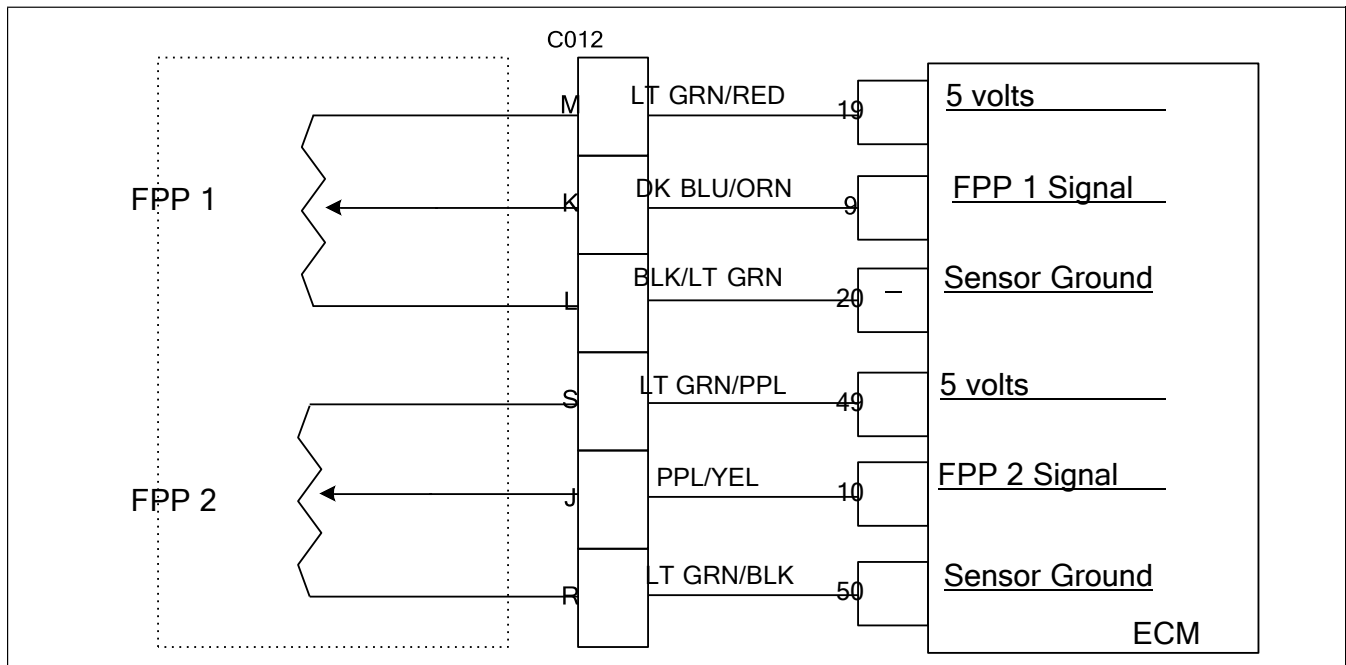 C012
M LT GRN/RED 19 5 volts
FPP 1 K DK BLU/ORN 9 FPP 1 Signal
L BLK/LT GRN 20 – Sensor Ground
S LT GRN/PPL 49 5 volts
FPP 2 J PPL/YEL 10 FPP 2 Signal
R LT GRN/BLK 50 Sensor Ground
ECM